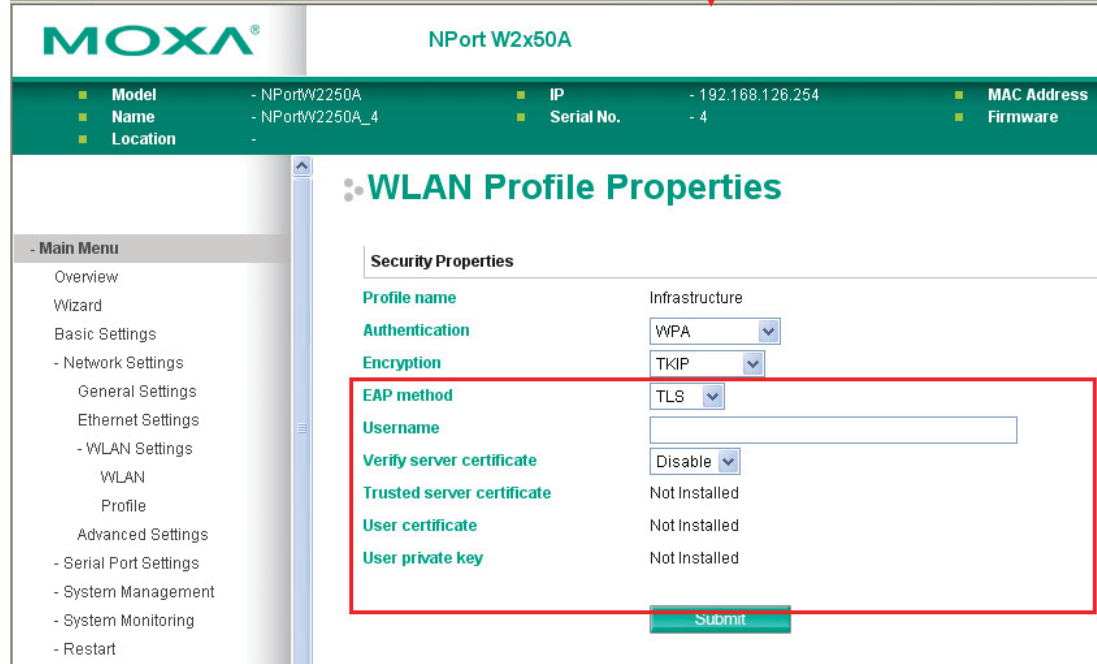 MOXA®
NPort W2x50A
Model - NPortW2250A IP - 192.168.126.254 MAC Address
Name - NPortW2250A_4 Serial No. - 4 Firmware
Location -
WLAN Profile Properties
- Main Menu
Overview
Wizard
Basic Settings
- Network Settings
General Settings
Ethernet Settings
- WLAN Settings
WLAN
Profile
Advanced Settings
- Serial Port Settings
- System Management
- System Monitoring
- Restart
Security Properties
Profile name Infrastructure
Authentication WPA
Encryption TKIP
EAP method TLS
Username
Verify server certificate Disable
Trusted server certificate Not Installed
User certificate Not Installed
User private key Not Installed
Submit